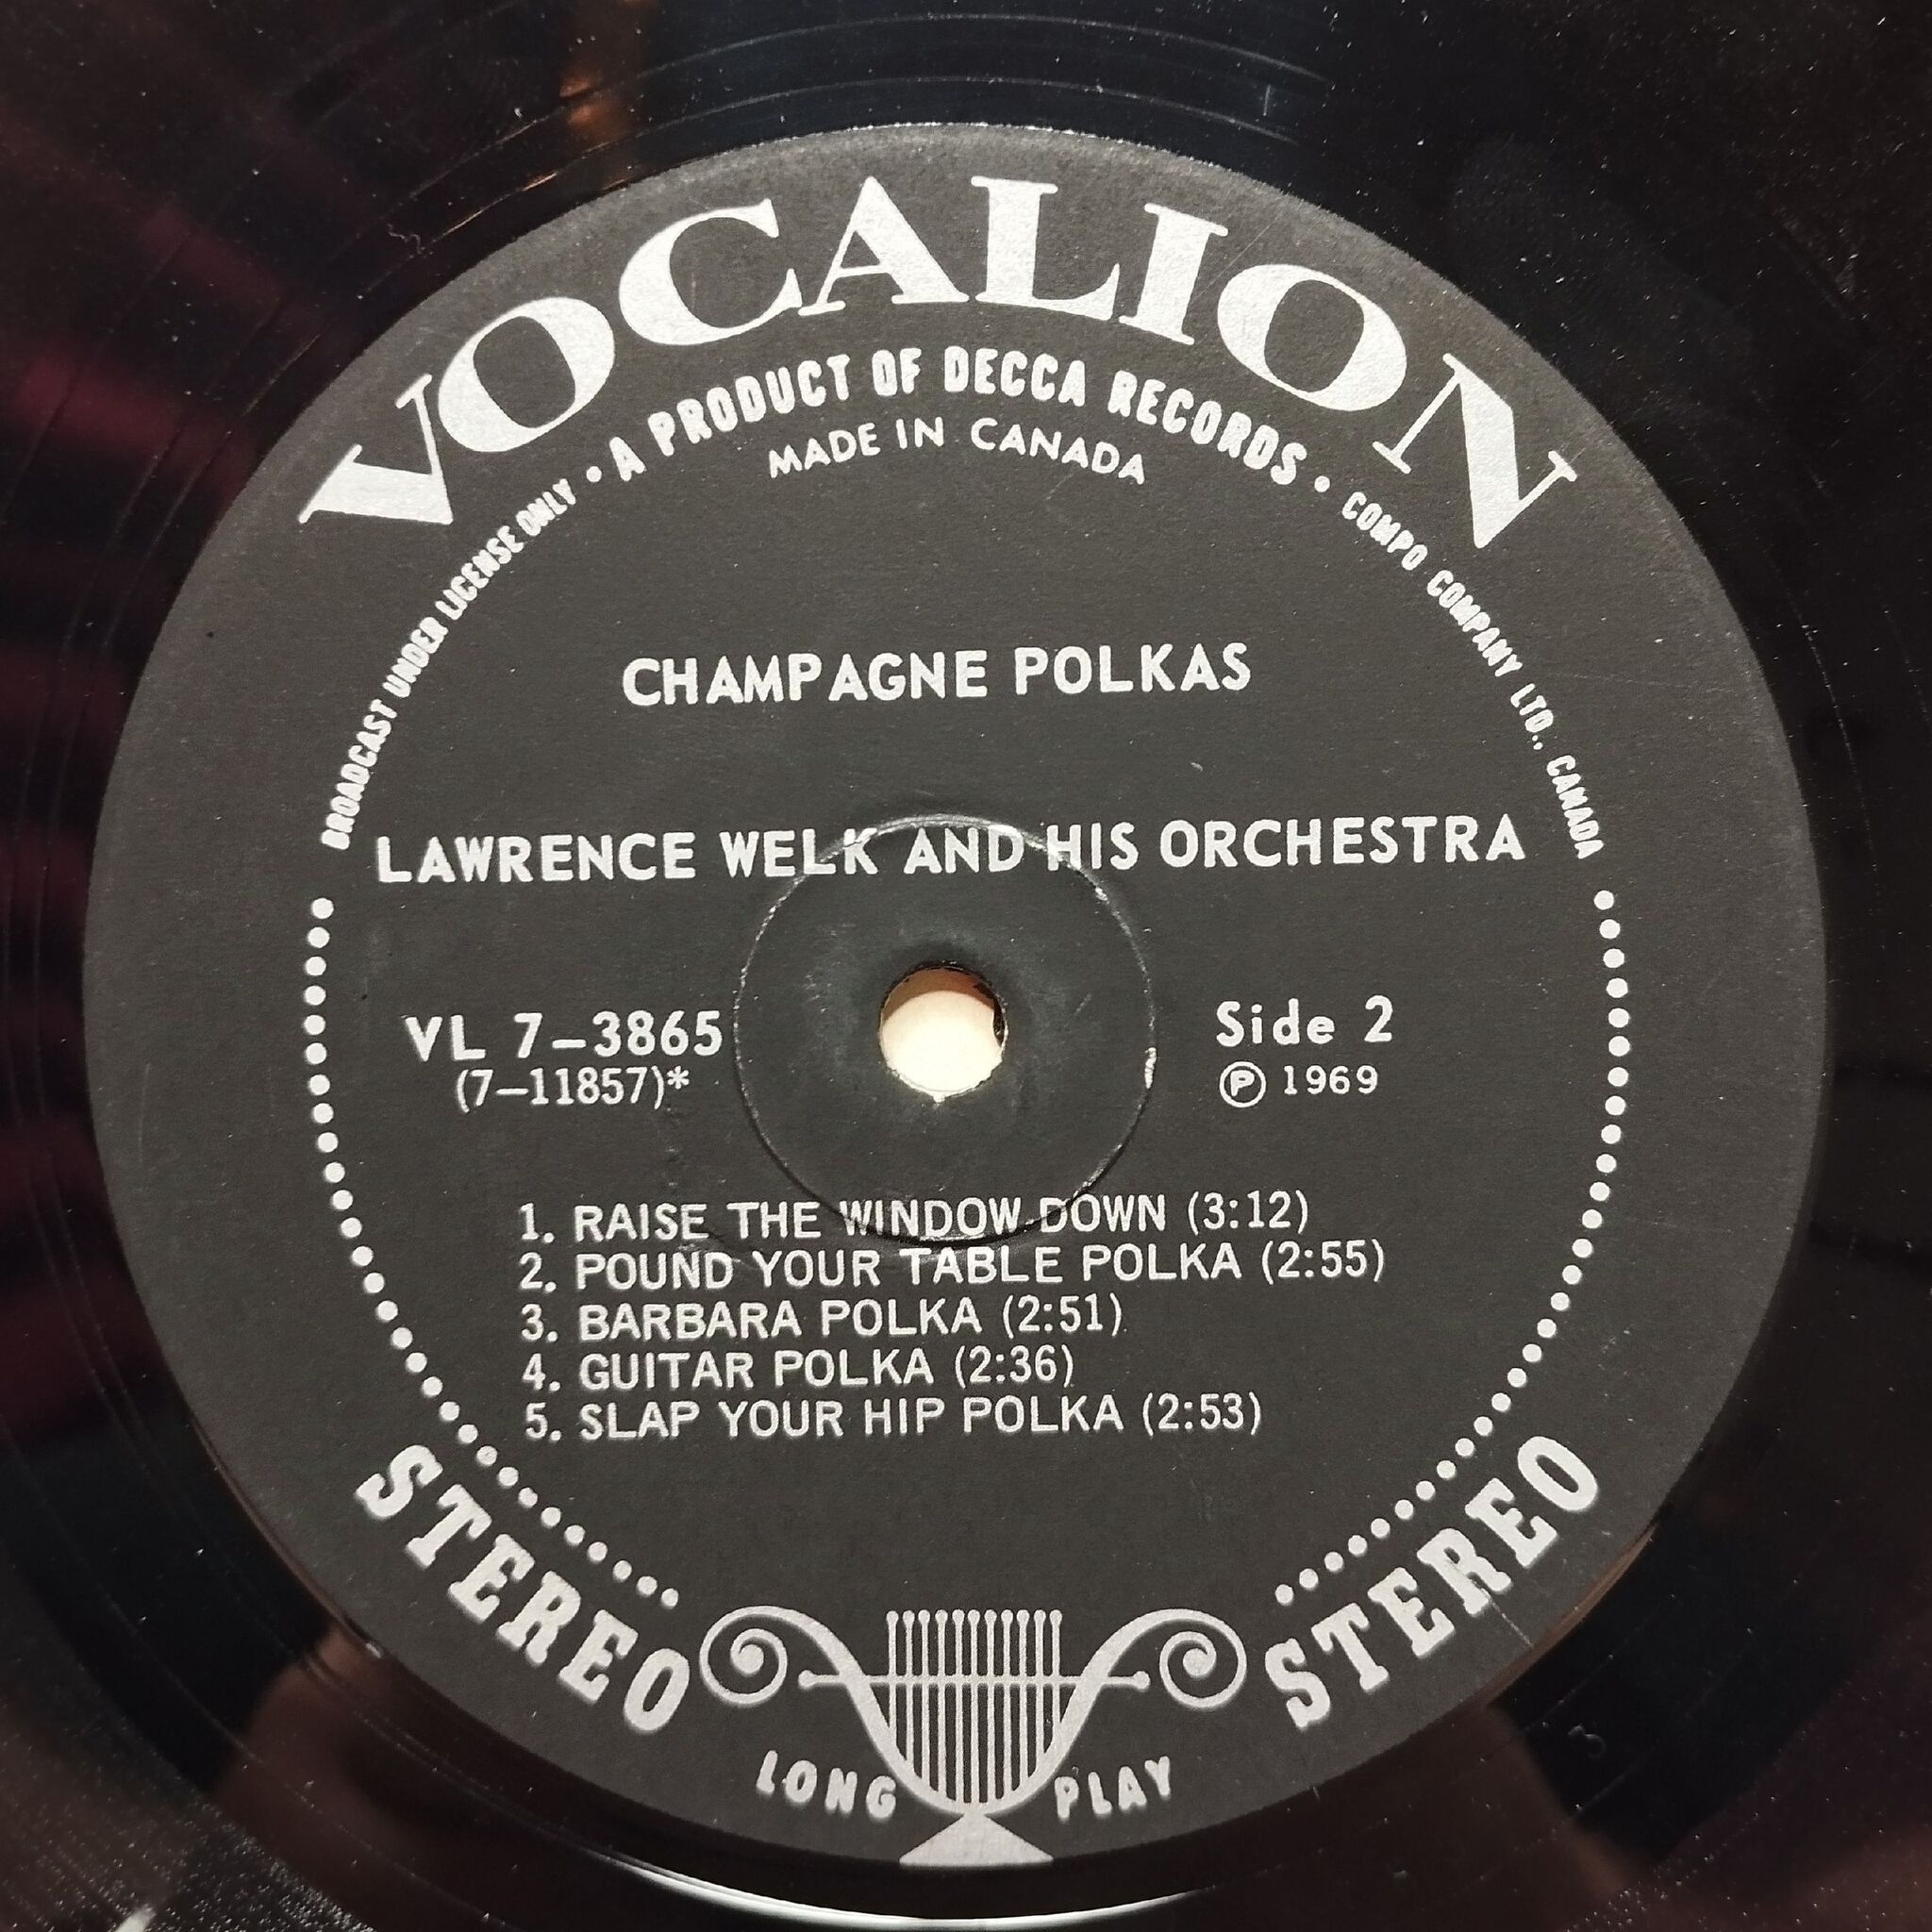 VOCALION
BROADCAST UNDER LICENSE ONLY • A PRODUCT OF DECCA RECORDS • COMPO COMPANY LTD., CANADA
MADE IN CANADA
CHAMPAGNE POLKAS
LAWRENCE WELK AND HIS ORCHESTRA
VL 7-3865
(7-11857)*
Side 2
Ⓟ 1969
1. RAISE THE WINDOW DOWN (3:12)
2. POUND YOUR TABLE POLKA (2:55)
3. BARBARA POLKA (2:51)
4. GUITAR POLKA (2:36)
5. SLAP YOUR HIP POLKA (2:53)
STEREO
STEREO
LONG PLAY